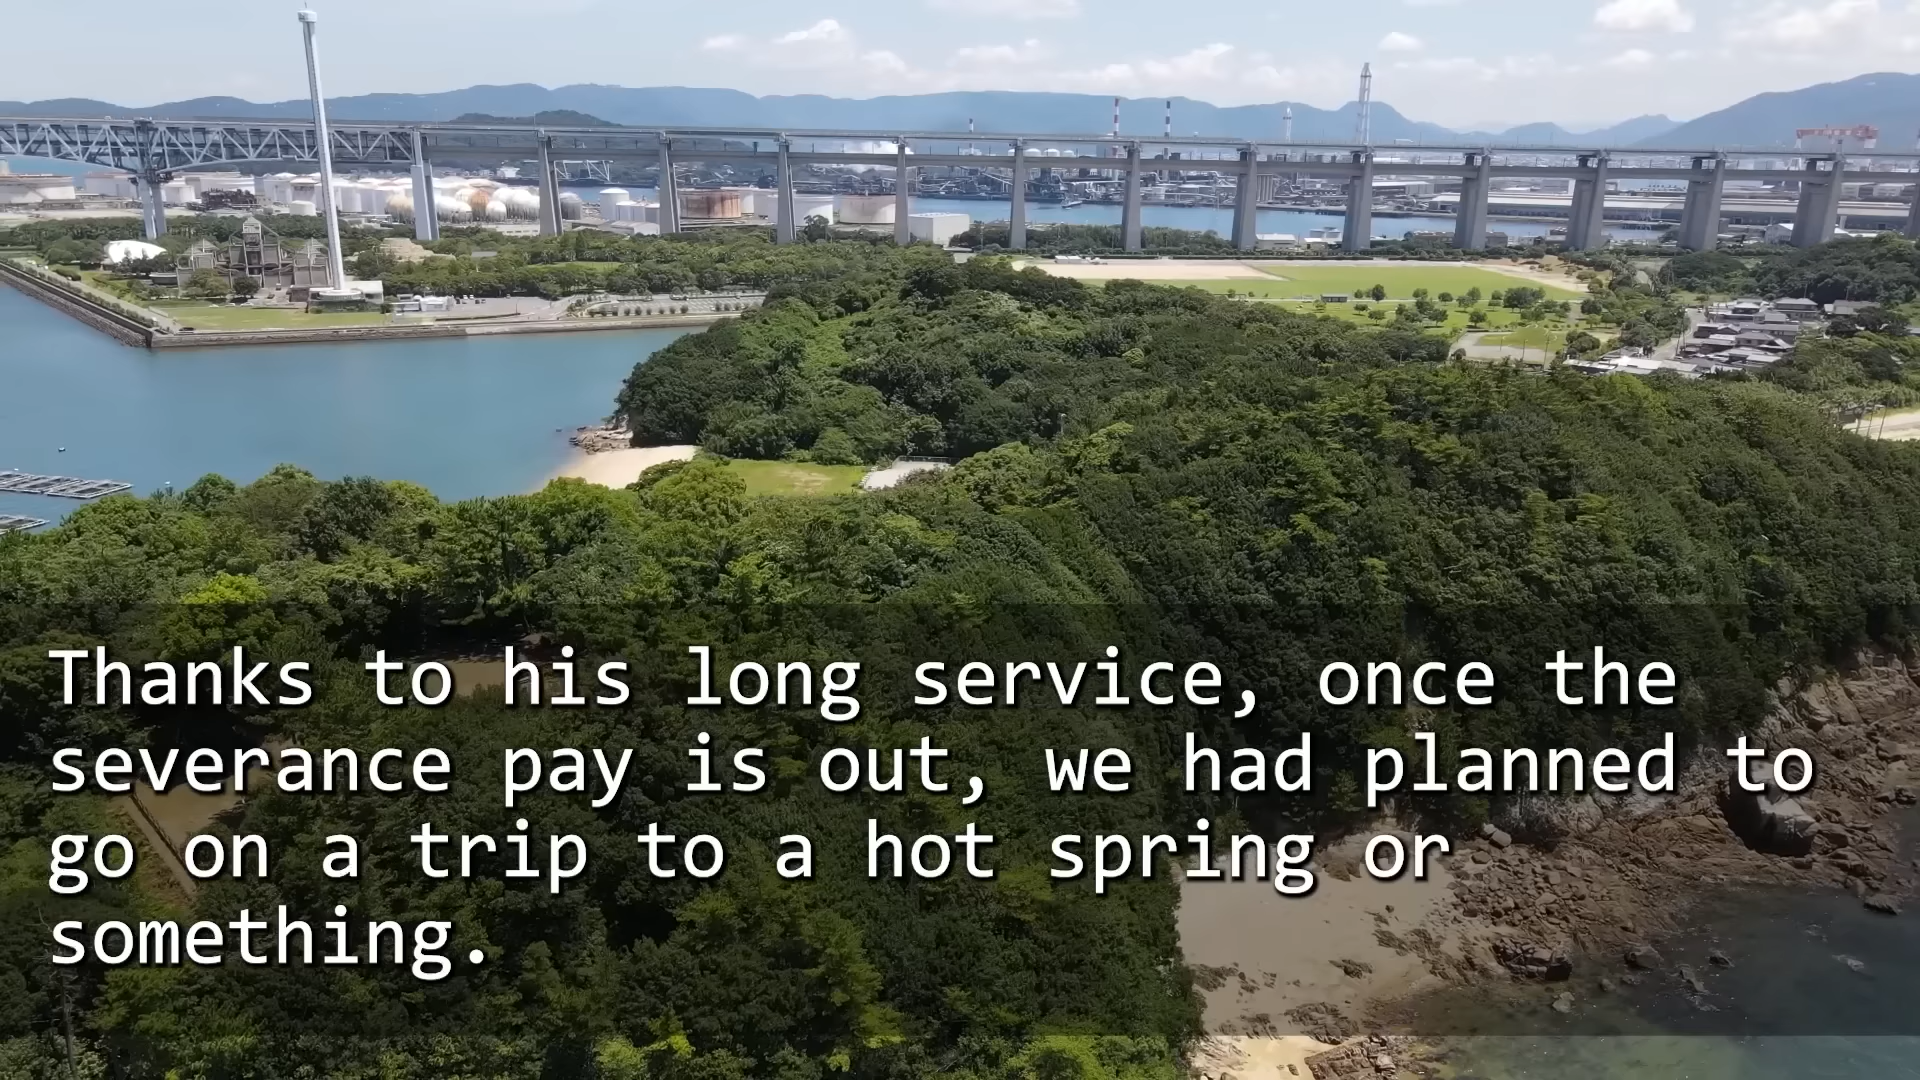 Thanks to his long service, once the
severance pay is out, we had planned to
go on a trip to a hot spring or
something.